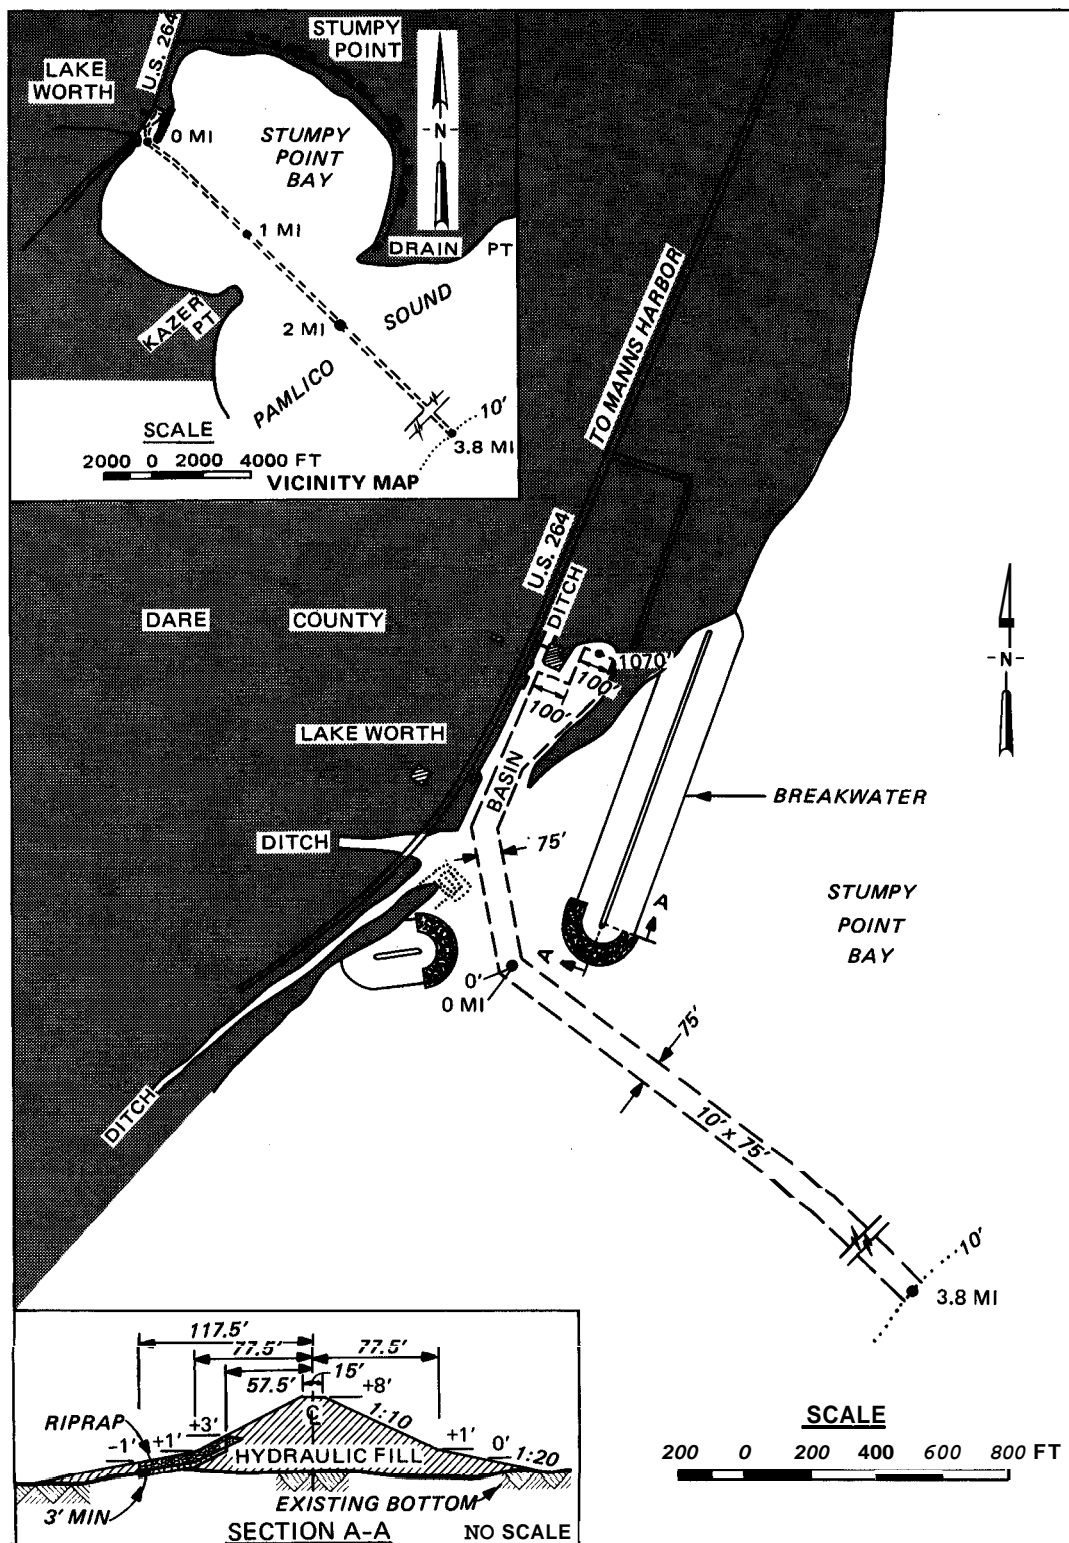 STUMPY
POINT
U.S. 264
LAKE
WORTH
-N-
0 MI
STUMPY
POINT
BAY
1 MI
DRAIN PT
KAZER
PT
SOUND
2 MI
PAMLICO
10'
3.8 MI
SCALE
2000 0 2000 4000 FT
VICINITY MAP
TO MANNS HARBOR
U.S. 264
DITCH
DARE COUNTY
-N-
1070'
100'
100'
LAKE WORTH
BASIN
BREAKWATER
DITCH
75'
STUMPY
POINT
BAY
A
A
0'
0 MI
75'
DITCH
10' x 75'
10'
3.8 MI
117.5'
77.5' 77.5'
57.5' 15'
+8'
℄
1:10
RIPRAP
+3'
-1' +1'
+1' 0'
1:20
HYDRAULIC FILL
3' MIN
EXISTING BOTTOM
SECTION A-A
NO SCALE
SCALE
200 0 200 400 600 800 FT